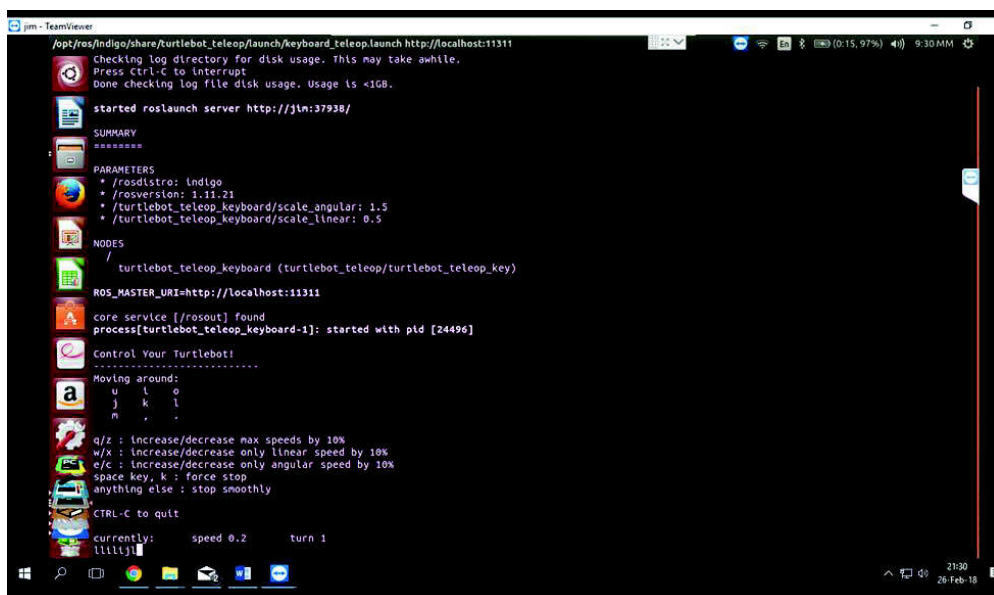 jim - TeamViewer
/opt/ros/indigo/share/turtlebot_teleop/launch/keyboard_teleop.launch http://localhost:11311
En (0:15, 97%) 9:30 MM
Checking log directory for disk usage. This may take awhile.
Press Ctrl-C to interrupt
Done checking log file disk usage. Usage is <1GB.
started roslaunch server http://jim:37938/
SUMMARY
========
PARAMETERS
* /rosdistro: indigo
* /rosversion: 1.11.21
* /turtlebot_teleop_keyboard/scale_angular: 1.5
* /turtlebot_teleop_keyboard/scale_linear: 0.5
NODES
/
turtlebot_teleop_keyboard (turtlebot_teleop/turtlebot_teleop_key)
ROS_MASTER_URI=http://localhost:11311
core service [/rosout] found
process[turtlebot_teleop_keyboard-1]: started with pid [24496]
Control Your Turtlebot!
---------------------------
Moving around:
u i o
j k l
m , .
q/z : increase/decrease max speeds by 10%
w/x : increase/decrease only linear speed by 10%
e/c : increase/decrease only angular speed by 10%
space key, k : force stop
anything else : stop smoothly
CTRL-C to quit
currently: speed 0.2 turn 1
llilijl
21:30
26-Feb-18